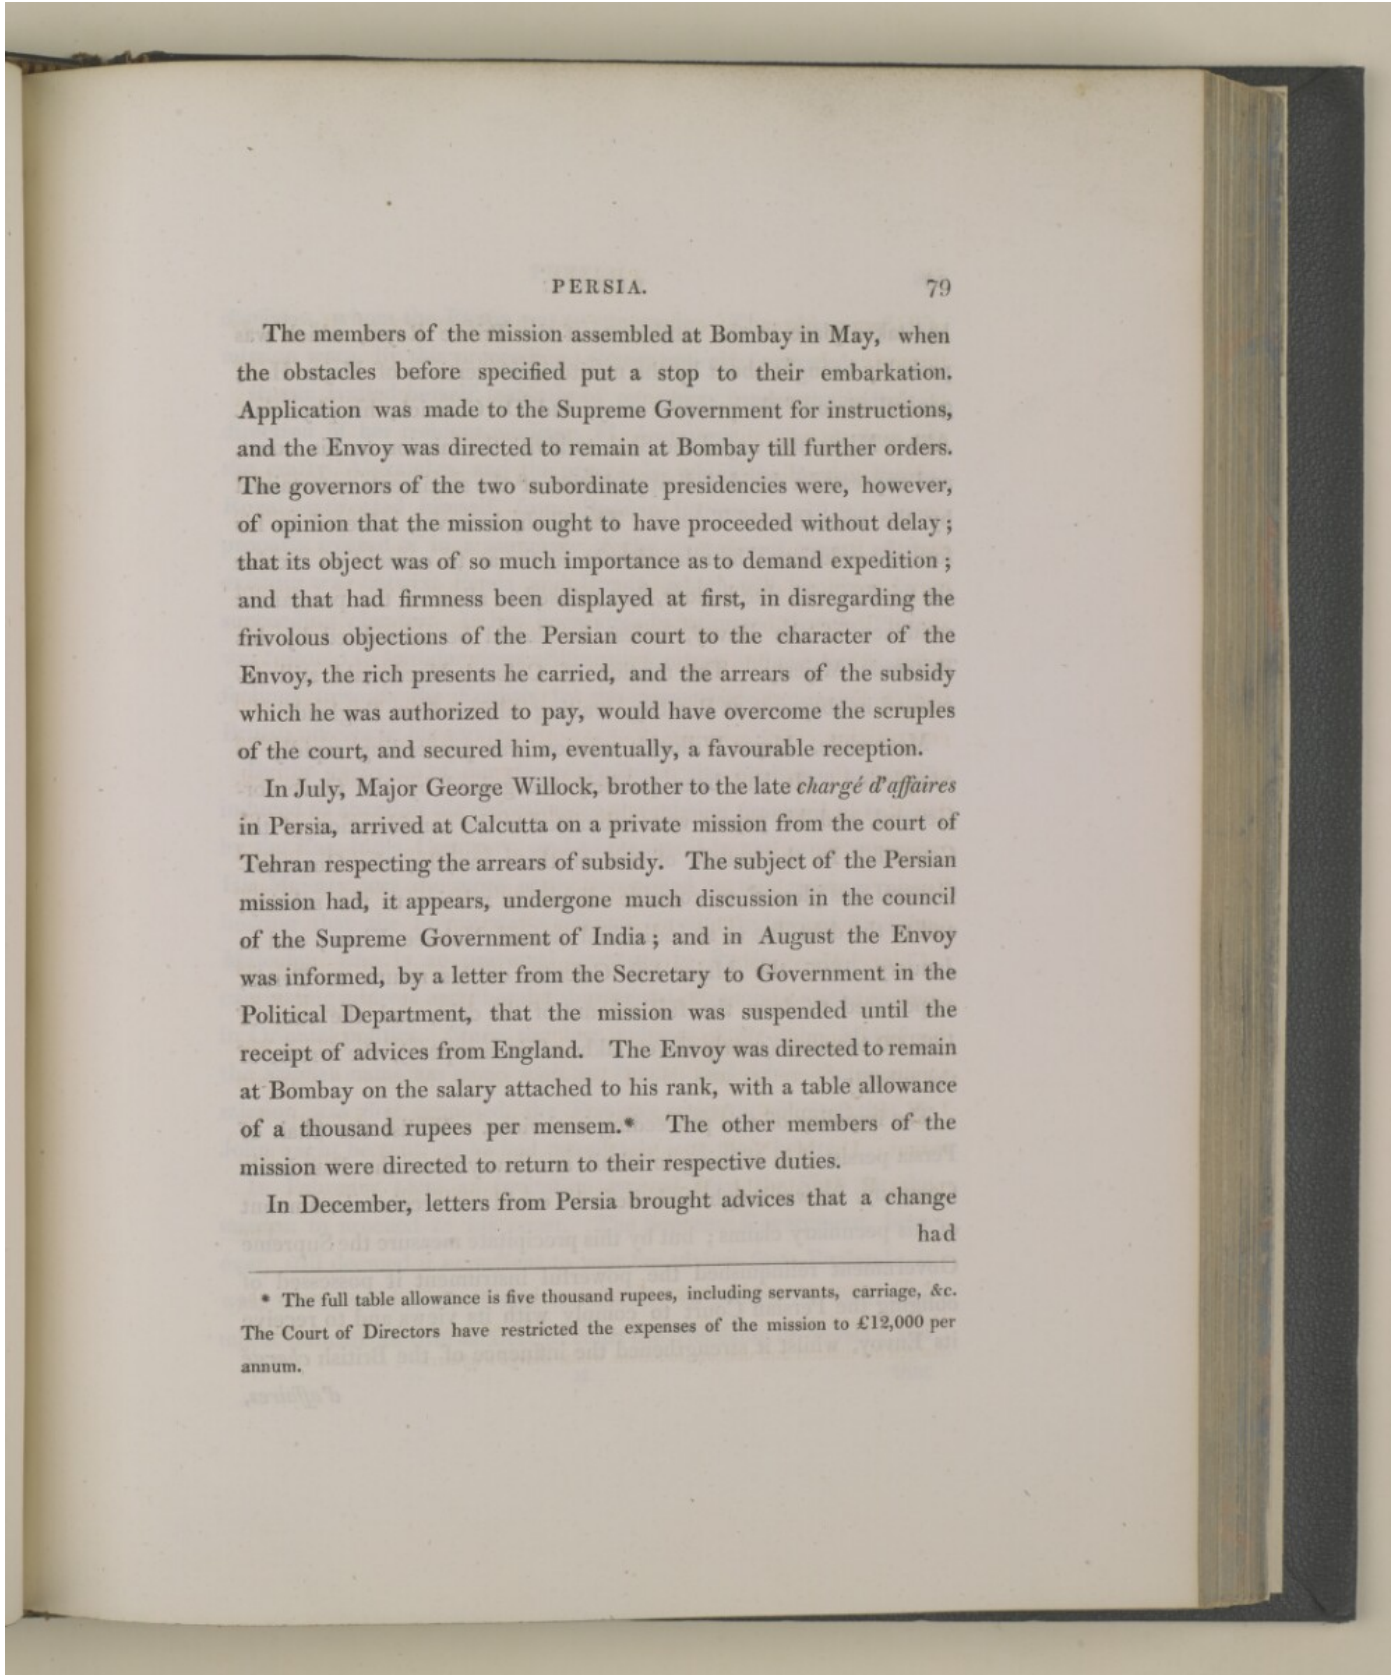 PERSIA. 79
The members of the mission assembled at Bombay in May, when
the obstacles before specified put a stop to their embarkation.
Application was made to the Supreme Government for instructions,
and the Envoy was directed to remain at Bombay till further orders.
The governors of the two subordinate presidencies were, however,
of opinion that the mission ought to have proceeded without delay;
that its object was of so much importance as to demand expedition;
and that had firmness been displayed at first, in disregarding the
frivolous objections of the Persian court to the character of the
Envoy, the rich presents he carried, and the arrears of the subsidy
which he was authorized to pay, would have overcome the scruples
of the court, and secured him, eventually, a favourable reception.
In July, Major George Willock, brother to the late chargé d'affaires
in Persia, arrived at Calcutta on a private mission from the court of
Tehran respecting the arrears of subsidy. The subject of the Persian
mission had, it appears, undergone much discussion in the council
of the Supreme Government of India; and in August the Envoy
was informed, by a letter from the Secretary to Government in the
Political Department, that the mission was suspended until the
receipt of advices from England. The Envoy was directed to remain
at Bombay on the salary attached to his rank, with a table allowance
of a thousand rupees per mensem.* The other members of the
mission were directed to return to their respective duties.
In December, letters from Persia brought advices that a change
had
* The full table allowance is five thousand rupees, including servants, carriage, &c.
The Court of Directors have restricted the expenses of the mission to £12,000 per
annum.